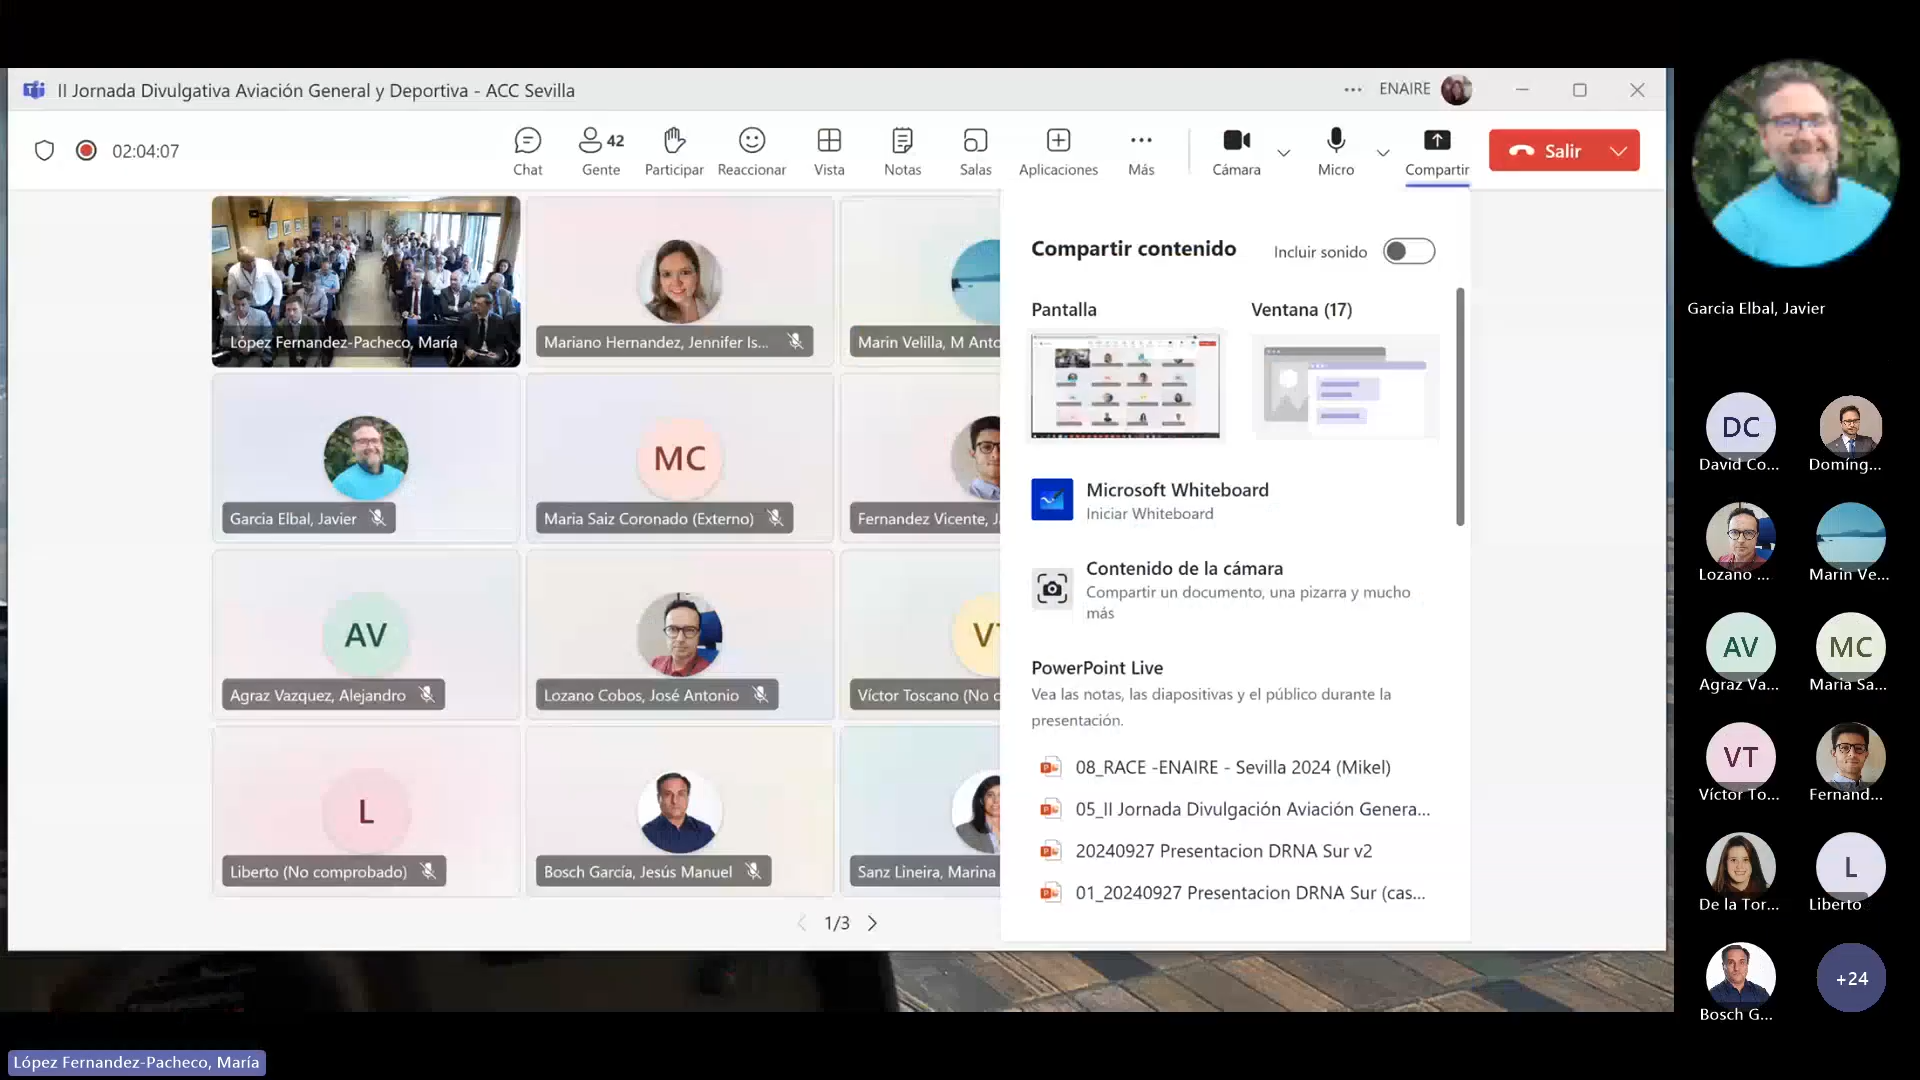 II Jornada Divulgativa Aviación General y Deportiva - ACC Sevilla
ENAIRE
02:04:07
Chat
42
Gente
Participar
Reaccionar
Vista
Notas
Salas
Aplicaciones
Más
Cámara
Micro
Compartir
Salir
López Fernandez-Pacheco, María
Mariano Hernandez, Jennifer Is...
Marin Velilla, M Anto
Garcia Elbal, Javier
MC
Maria Saiz Coronado (Externo)
Fernandez Vicente, J
AV
Agraz Vazquez, Alejandro
Lozano Cobos, José Antonio
VT
Víctor Toscano (No c
L
Liberto (No comprobado)
Bosch García, Jesús Manuel
Sanz Lineira, Marina
1/3
Compartir contenido
Incluir sonido
Pantalla
Ventana (17)
Microsoft Whiteboard
Iniciar Whiteboard
Contenido de la cámara
Compartir un documento, una pizarra y mucho
más
PowerPoint Live
Vea las notas, las diapositivas y el público durante la
presentación.
08_RACE -ENAIRE - Sevilla 2024 (Mikel)
05_II Jornada Divulgación Aviación Genera...
20240927 Presentacion DRNA Sur v2
01_20240927 Presentacion DRNA Sur (cas...
Garcia Elbal, Javier
DC
David Co...
Domíng...
Lozano ...
Marin Ve...
AV
Agraz Va...
MC
Maria Sa...
VT
Víctor To...
Fernand...
De la Tor...
L
Liberto
Bosch G...
+24
López Fernandez-Pacheco, María